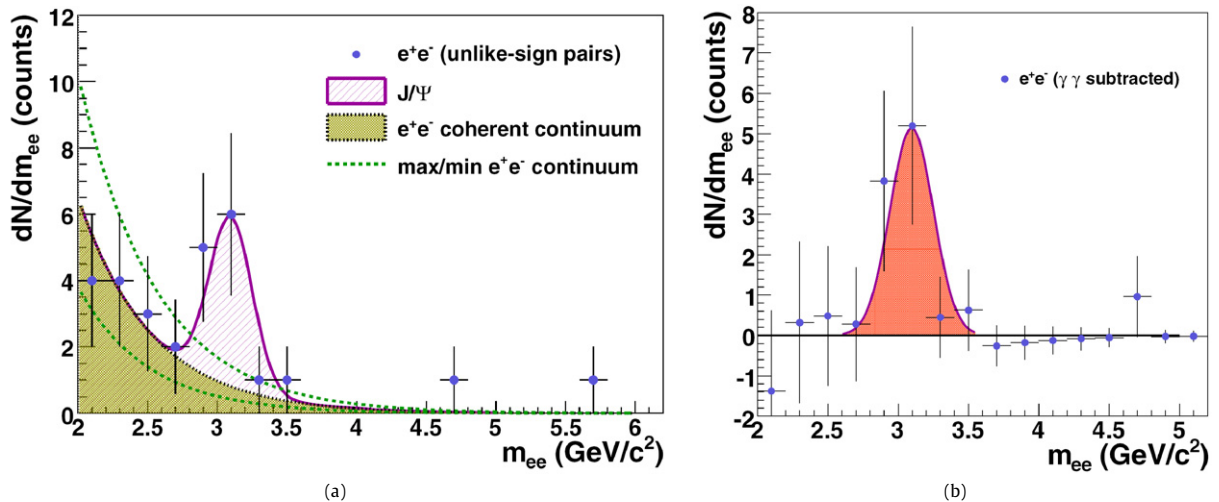 dN/dm_ee (counts)
12
10
8
6
4
2
0
e⁺e⁻ (unlike-sign pairs)
J/Ψ
e⁺e⁻ coherent continuum
max/min e⁺e⁻ continuum
2 2.5 3 3.5 4 4.5 5 5.5 6
m_ee (GeV/c²)
(a)
dN/dm_ee (counts)
8
7
6
5
4
3
2
1
0
-1
-2
e⁺e⁻ (γ γ subtracted)
2 2.5 3 3.5 4 4.5 5
m_ee (GeV/c²)
(b)